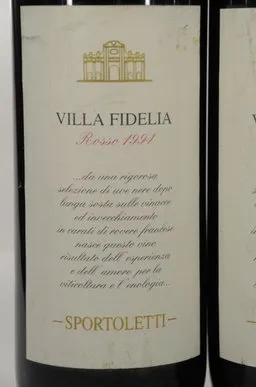 VILLA FIDELIA
Rosso 1991
...da una rigorosa
selezione di uve nere dopo
lunga sosta sulle vinacce
ed invecchiamento
in carati di rovere francese
nasce questo vino
risultato dell'esperienza
e dell'amore per la
viticoltura e l'enologia...
-SPORTOLETTI-